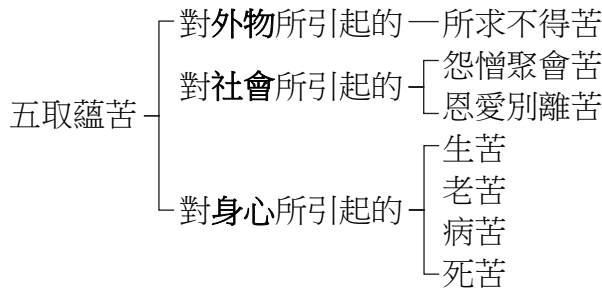 對外物所引起的 所求不得苦
怨憎聚會苦
對社會所引起的
恩愛別離苦
五取蘊苦
生苦
老苦
對身心所引起的
病苦
死苦